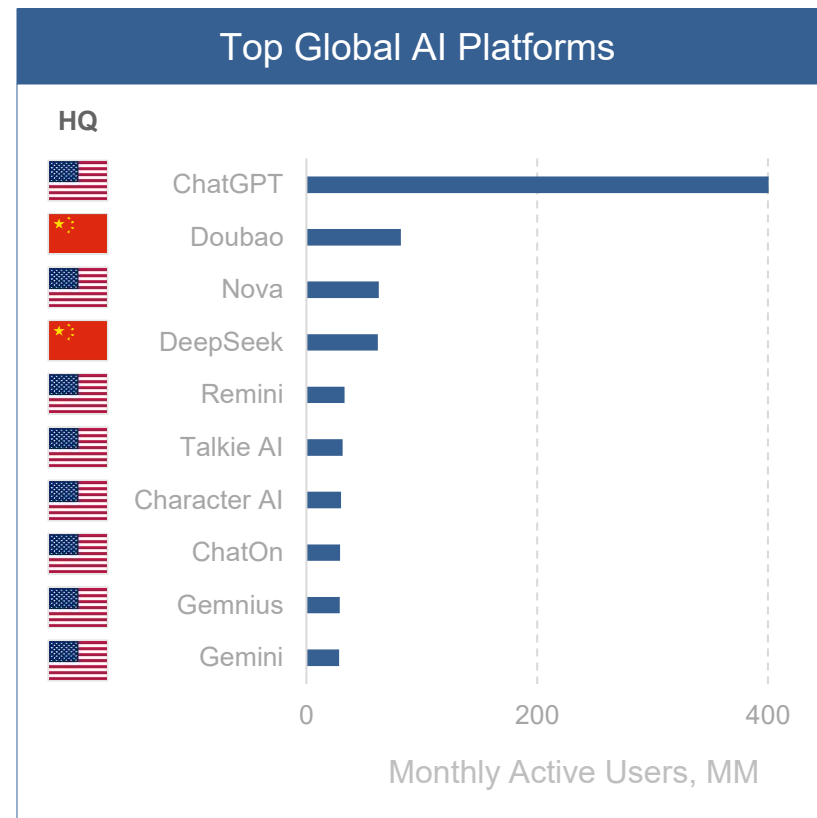 Top Global AI Platforms
HQ
ChatGPT
Doubao
Nova
DeepSeek
Remini
Talkie AI
Character AI
ChatOn
Gemnius
Gemini
0 200 400
Monthly Active Users, MM